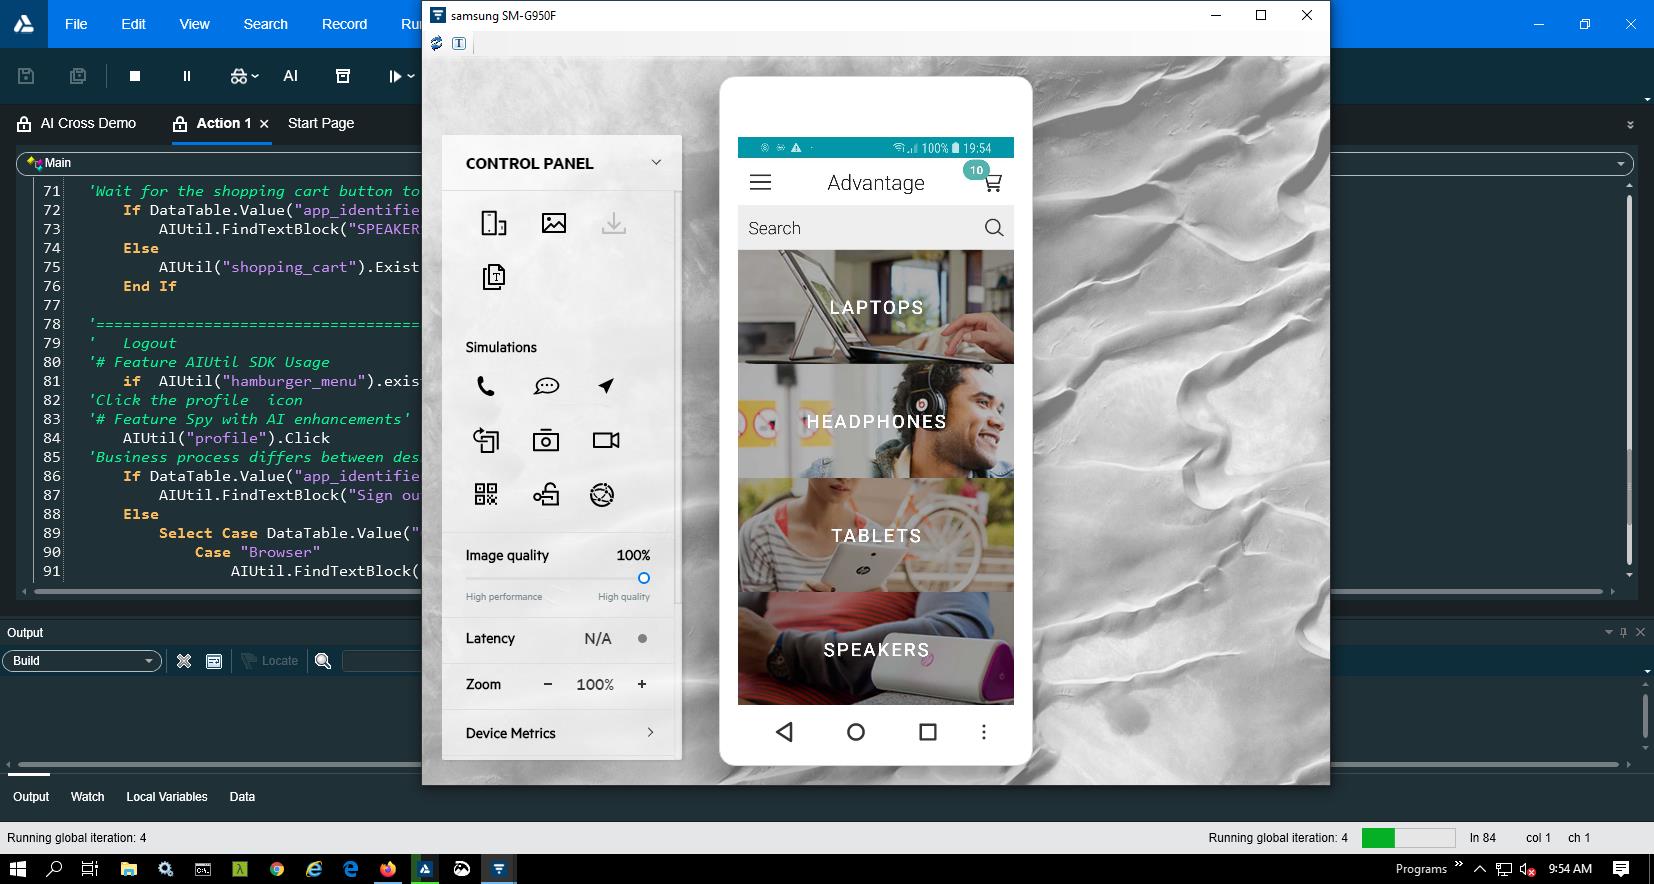 File Edit View Search Record
samsung SM-G950F
AI
AI Cross Demo Action 1 Start Page
Main
71 'Wait for the shopping cart button to
72 If DataTable.Value("app_identifie
73 AIUtil.FindTextBlock("SPEAKER
74 Else
75 AIUtil("shopping_cart").Exist
76 End If
77
78 '====================================
79 ' Logout
80 '# Feature AIUtil SDK Usage
81 if AIUtil("hamburger_menu").exis
82 'Click the profile icon
83 '# Feature Spy with AI enhancements'
84 AIUtil("profile").Click
85 'Business process differs between des
86 If DataTable.Value("app_identifie
87 AIUtil.FindTextBlock("Sign ou
88 Else
89 Select Case DataTable.Value("
90 Case "Browser"
91 AIUtil.FindTextBlock(
CONTROL PANEL
Simulations
Image quality 100%
High performance High quality
Latency N/A
Zoom - 100% +
Device Metrics
100% 19:54
10
Advantage
Search
LAPTOPS
HEADPHONES
TABLETS
SPEAKERS
Output
Build
Locate
Output Watch Local Variables Data
Running global iteration: 4
Running global iteration: 4 ln 84 col 1 ch 1
Programs 9:54 AM